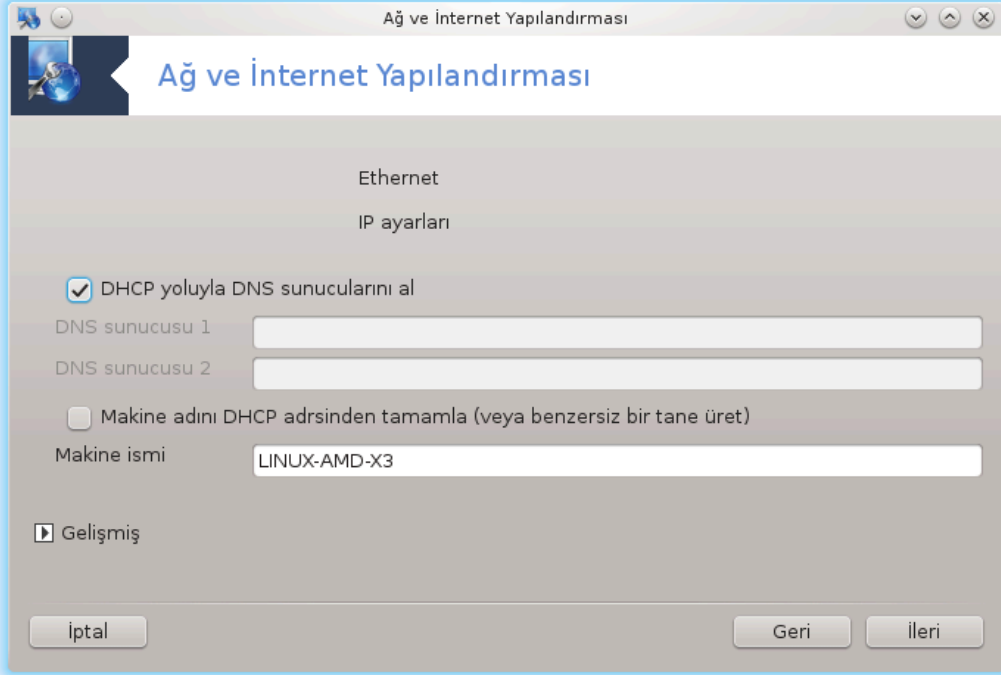 Ağ ve İnternet Yapılandırması
Ağ ve İnternet Yapılandırması
Ethernet
IP ayarları
DHCP yoluyla DNS sunucularını al
DNS sunucusu 1
DNS sunucusu 2
Makine adını DHCP adrsinden tamamla (veya benzersiz bir tane üret)
Makine ismi LINUX-AMD-X3
Gelişmiş
İptal Geri İleri